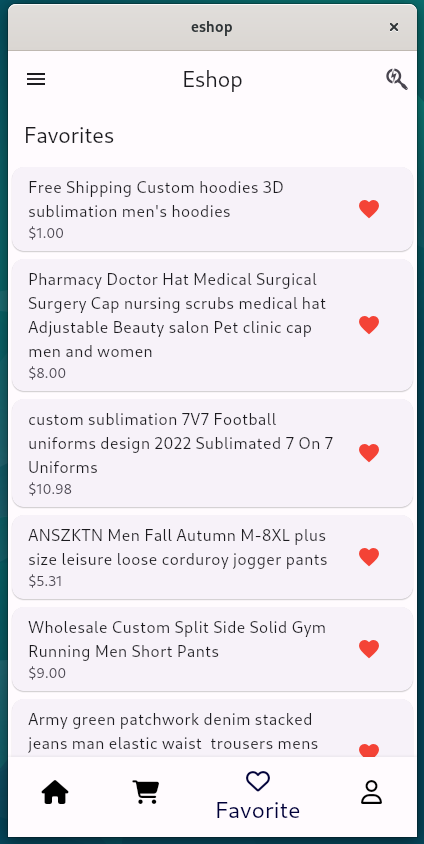 eshop
Eshop
Favorites
Free Shipping Custom hoodies 3D
sublimation men's hoodies
$1.00
Pharmacy Doctor Hat Medical Surgical
Surgery Cap nursing scrubs medical hat
Adjustable Beauty salon Pet clinic cap
men and women
$8.00
custom sublimation 7V7 Football
uniforms design 2022 Sublimated 7 On 7
Uniforms
$10.98
ANSZKTN Men Fall Autumn M-8XL plus
size leisure loose corduroy jogger pants
$5.31
Wholesale Custom Split Side Solid Gym
Running Men Short Pants
$9.00
Army green patchwork denim stacked
jeans man elastic waist  trousers mens
Favorite